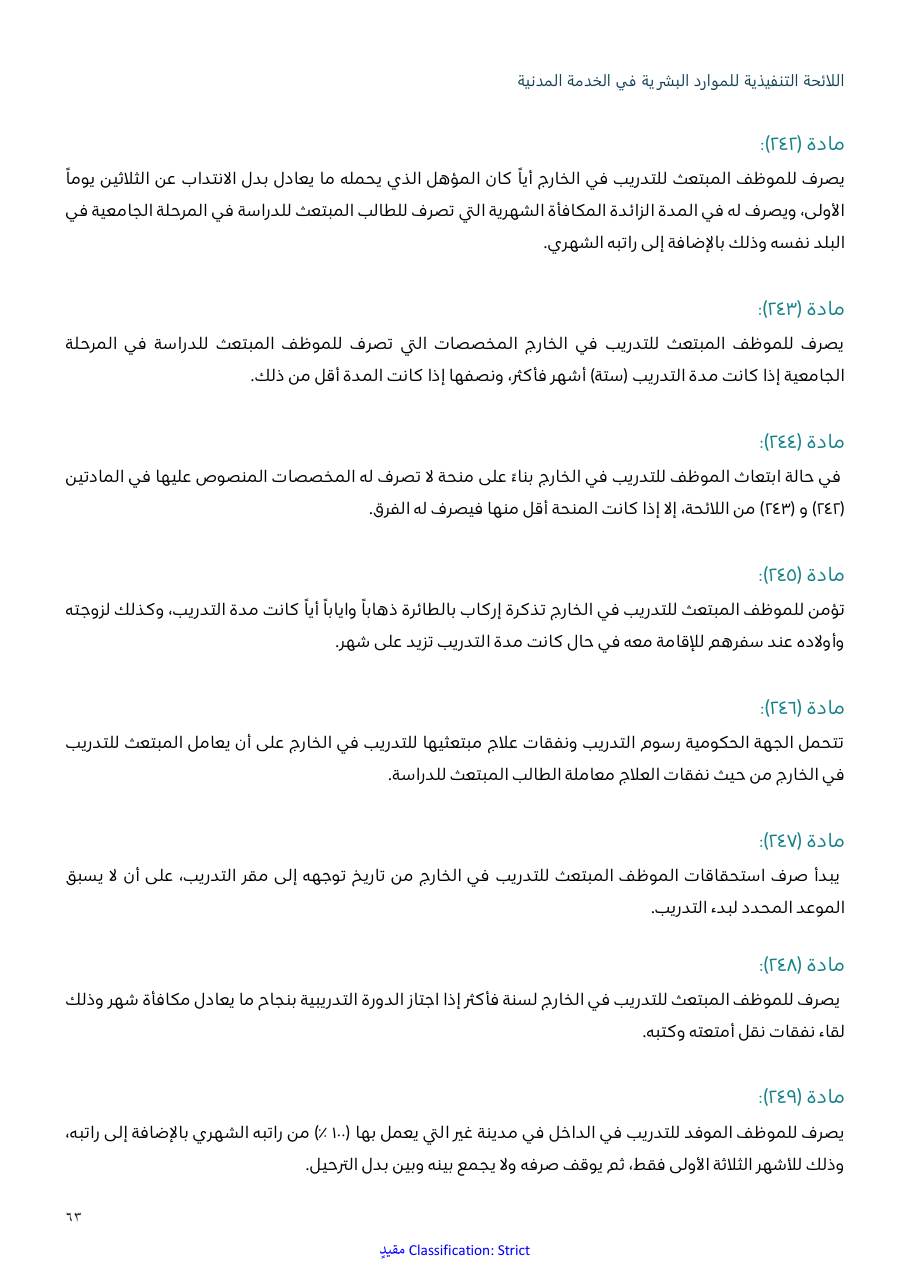 اللائحة التنفيذية للموارد البشرية في الخدمة المدنية
مادة (٢٤٢):
يصرف للموظف المبتعث للتدريب في الخارج أياً كان المؤهل الذي يحمله ما يعادل بدل الانتداب عن الثلاثين يوماً
الأولى، ويصرف له في المدة الزائدة المكافأة الشهرية التي تصرف للطالب المبتعث للدراسة في المرحلة الجامعية في
البلد نفسه وذلك بالإضافة إلى راتبه الشهري.
مادة (٢٤٣):
يصرف للموظف المبتعث للتدريب في الخارج المخصصات التي تصرف للموظف المبتعث للدراسة في المرحلة
الجامعية إذا كانت مدة التدريب (ستة) أشهر فأكثر، ونصفها إذا كانت المدة أقل من ذلك.
مادة (٢٤٤):
في حالة ابتعاث الموظف للتدريب في الخارج بناءً على منحة لا تصرف له المخصصات المنصوص عليها في المادتين
(٢٤٢) و (٢٤٣) من اللائحة، إلا إذا كانت المنحة أقل منها فيصرف له الفرق.
مادة (٢٤٥):
تؤمن للموظف المبتعث للتدريب في الخارج تذكرة إركاب بالطائرة ذهاباً واياباً أياً كانت مدة التدريب، وكذلك لزوجته
وأولاده عند سفرهم للإقامة معه في حال كانت مدة التدريب تزيد على شهر.
مادة (٢٤٦):
تتحمل الجهة الحكومية رسوم التدريب ونفقات علاج مبتعثيها للتدريب في الخارج على أن يعامل المبتعث للتدريب
في الخارج من حيث نفقات العلاج معاملة الطالب المبتعث للدراسة.
مادة (٢٤٧):
يبدأ صرف استحقاقات الموظف المبتعث للتدريب في الخارج من تاريخ توجهه إلى مقر التدريب، على أن لا يسبق
الموعد المحدد لبدء التدريب.
مادة (٢٤٨):
يصرف للموظف المبتعث للتدريب في الخارج لسنة فأكثر إذا اجتاز الدورة التدريبية بنجاح ما يعادل مكافأة شهر وذلك
لقاء نفقات نقل أمتعته وكتبه.
مادة (٢٤٩):
يصرف للموظف الموفد للتدريب في الداخل في مدينة غير التي يعمل بها (١٠٠ ٪) من راتبه الشهري بالإضافة إلى راتبه،
وذلك للأشهر الثلاثة الأولى فقط، ثم يوقف صرفه ولا يجمع بينه وبين بدل الترحيل.
٦٣
Classification: Strict مقيدٍ